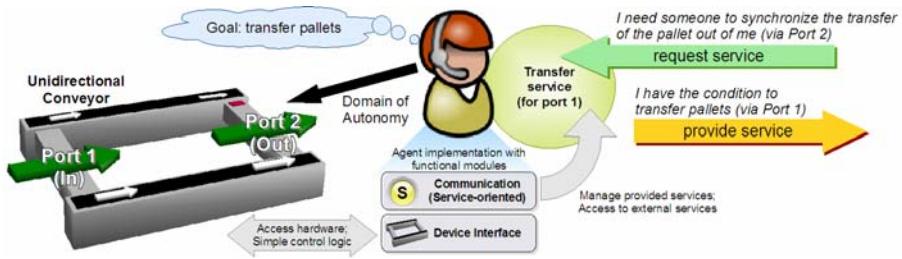 Goal: transfer pallets
Unidirectional
Conveyor
Port 1
(In)
Port 2
(Out)
Domain of
Autonomy
Transfer
service
(for port 1)
I need someone to synchronize the transfer
of the pallet out of me (via Port 2)
request service
I have the condition to
transfer pallets (via Port 1)
provide service
Agent implementation with
functional modules
S
Communication
(Service-oriented)
Device Interface
Access hardware;
Simple control logic
Manage provided services;
Access to external services